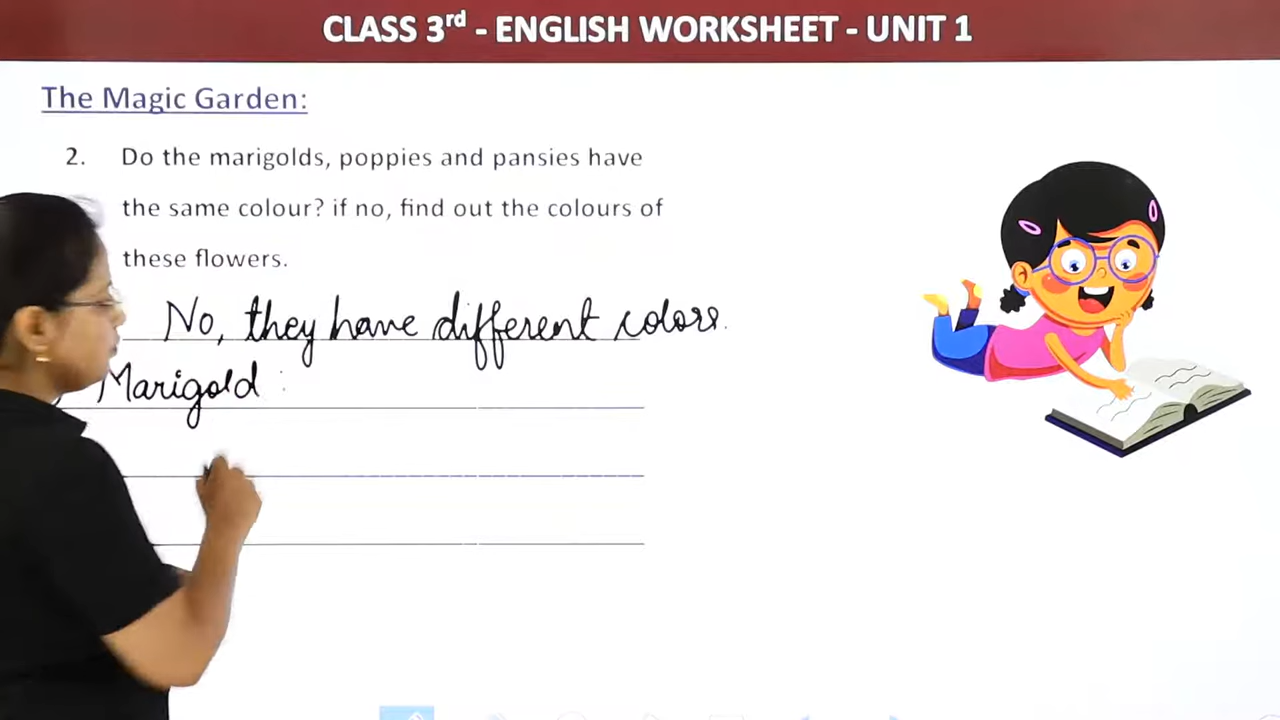 CLASS 3rd - ENGLISH WORKSHEET - UNIT 1
The Magic Garden:
2. Do the marigolds, poppies and pansies have
the same colour? if no, find out the colours of
these flowers.
No, they have different colors.
Marigold :